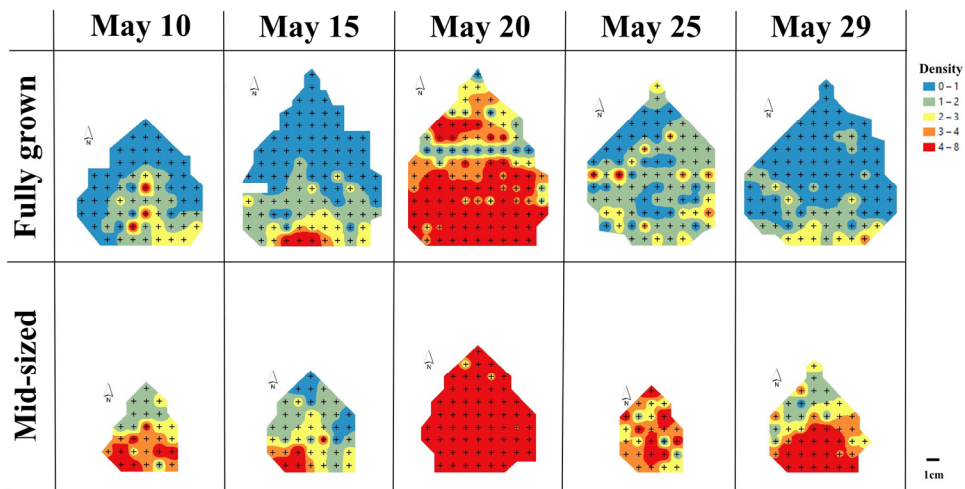 May 10 May 15 May 20 May 25 May 29
Fully grown
N N N N N
Density
0 – 1
1 – 2
2 – 3
3 – 4
4 – 8
Mid-sized
N N N N N
1cm